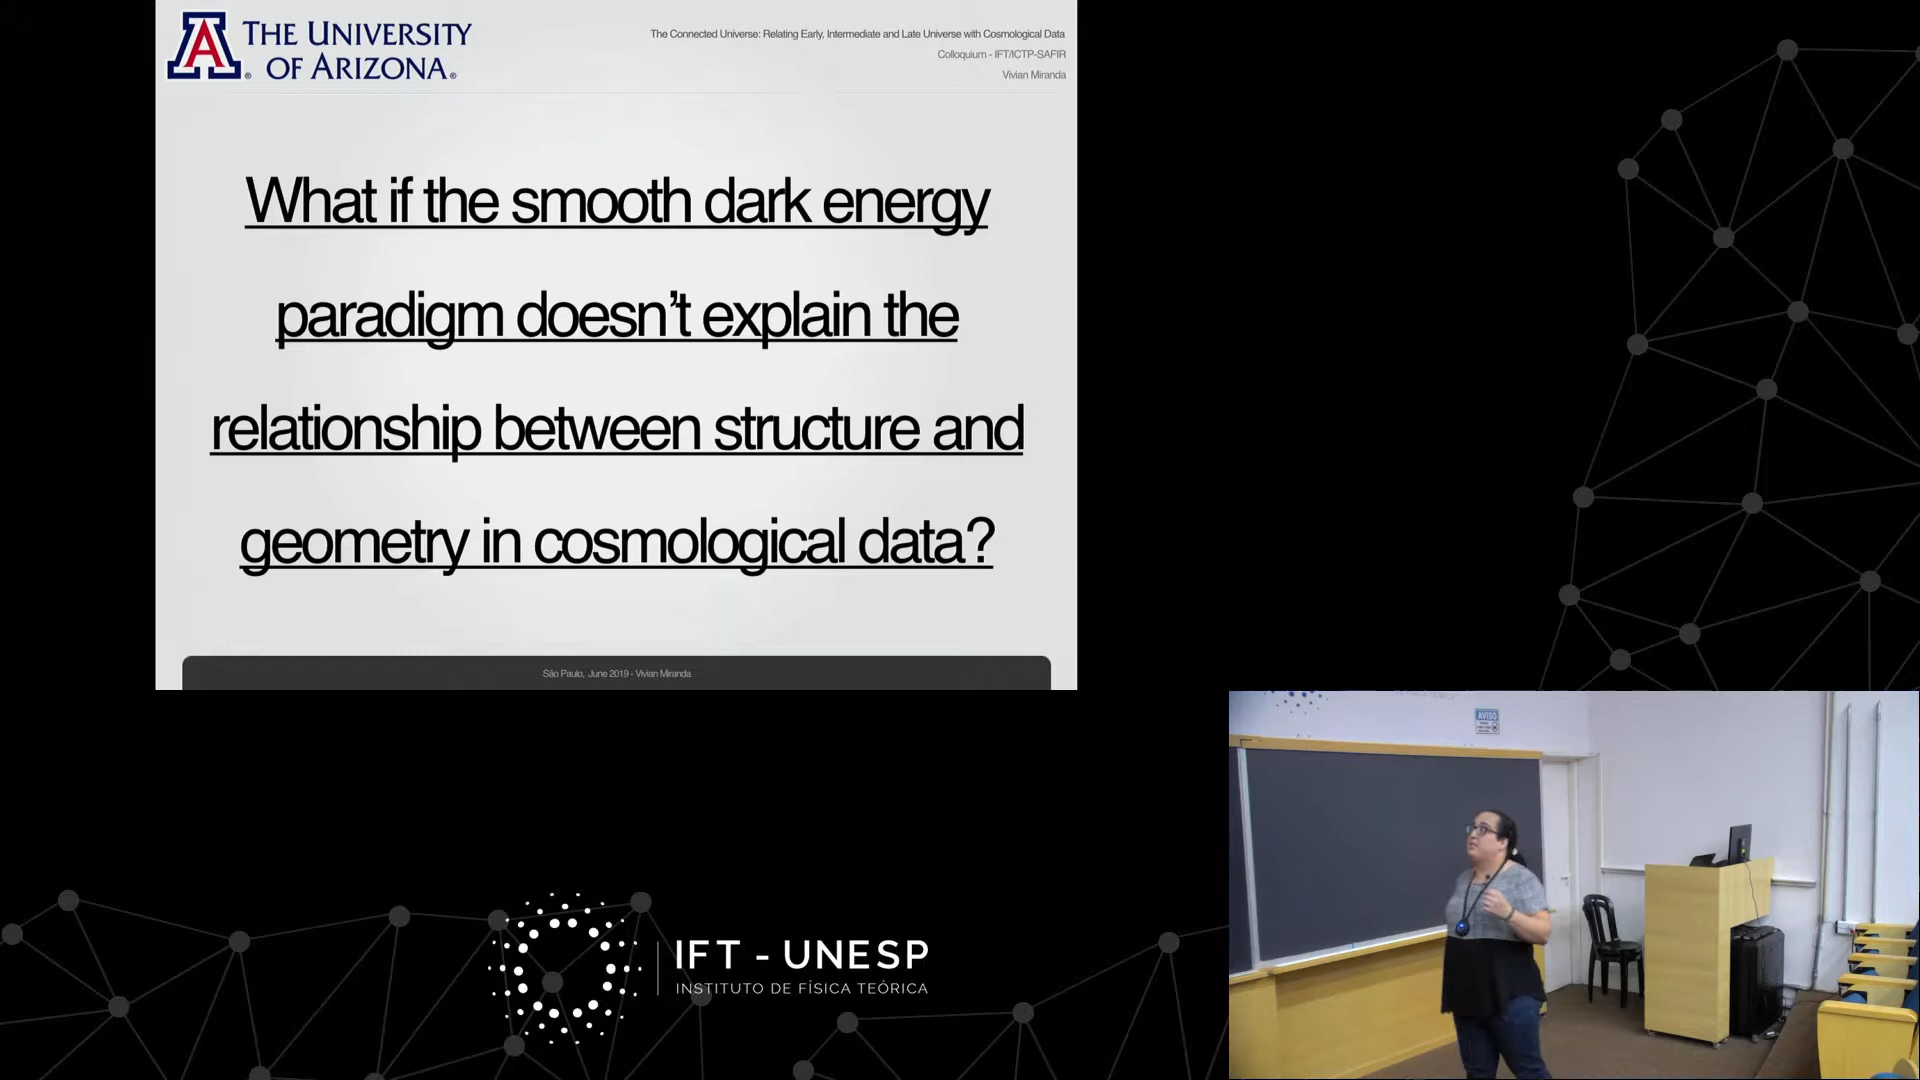 THE UNIVERSITY
OF ARIZONA.
The Connected Universe: Relating Early, Intermediate and Late Universe with Cosmological Data
Colloquium - IFT/ICTP-SAFIR
Vivian Miranda
What if the smooth dark energy
paradigm doesn't explain the
relationship between structure and
geometry in cosmological data?
São Paulo, June 2019 - Vivian Miranda
AVISO
IFT - UNESP
INSTITUTO DE FÍSICA TEÓRICA